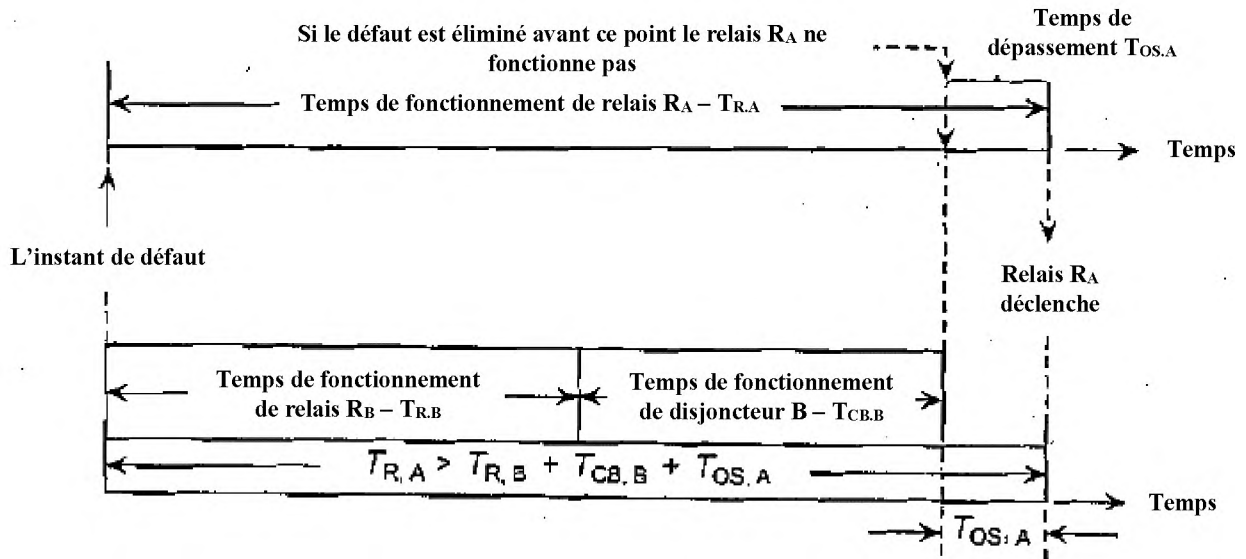 Si le défaut est éliminé avant ce point le relais RA ne
fonctionne pas
Temps de
dépassement TOS.A
Temps de fonctionnement de relais RA – TR.A
Temps
L'instant de défaut
Relais RA
déclenche
Temps de fonctionnement
de relais RB – TR.B
Temps de fonctionnement
de disjoncteur B – TCB.B
TR,A > TR,B + TCB,B + TOS,A
Temps
TOS,A